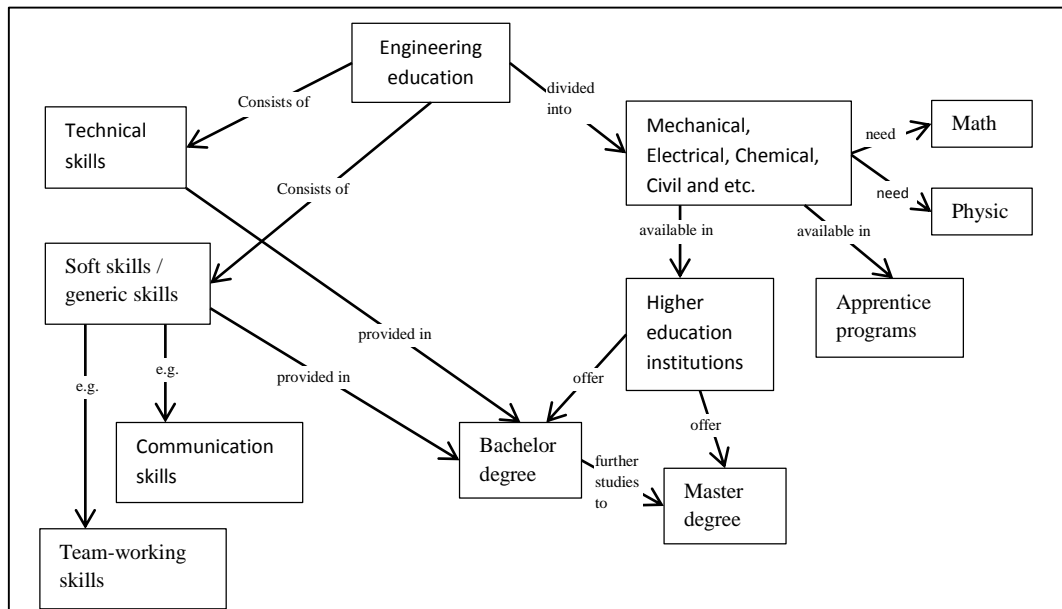 Engineering
education
Consists of
divided
into
Technical
skills
Mechanical,
Electrical, Chemical,
Civil and etc.
need
Math
need
Physic
Consists of
available in
available in
Soft skills /
generic skills
Higher
education
institutions
Apprentice
programs
provided in
provided in
offer
e.g.
e.g.
offer
Communication
skills
Bachelor
degree
further
studies
to
Master
degree
Team-working
skills